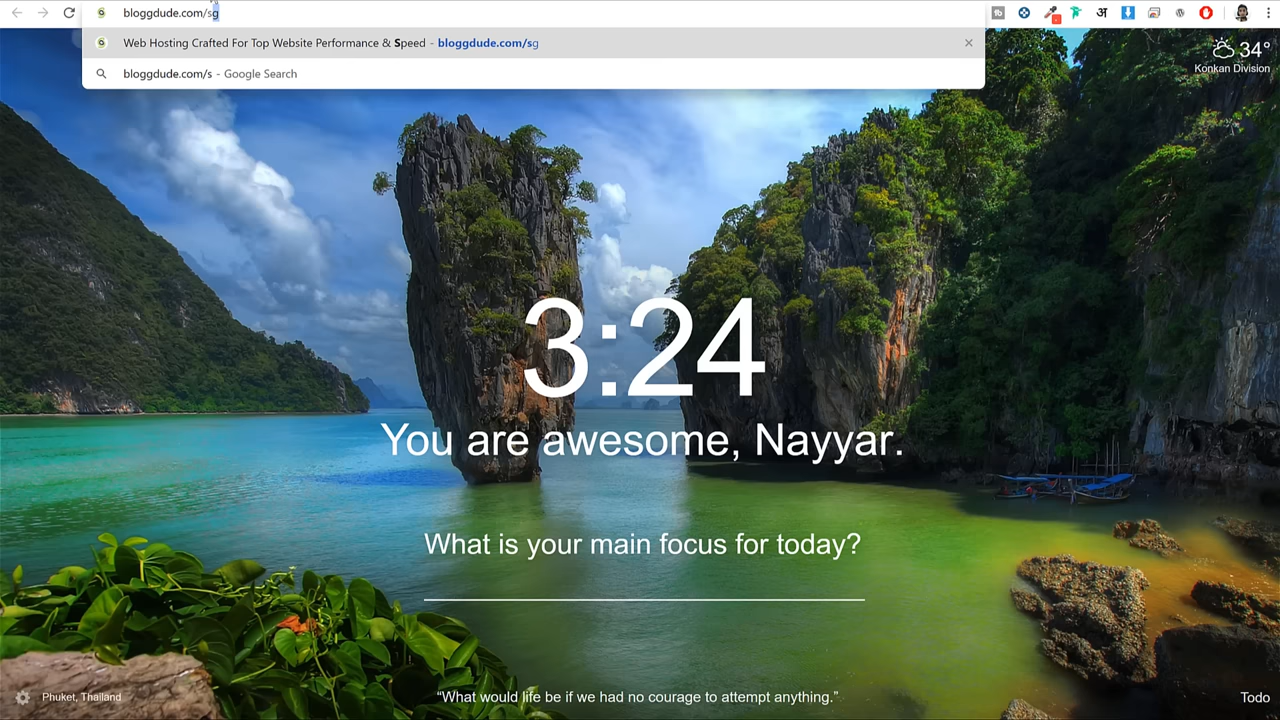 bloggdude.com/sg
Web Hosting Crafted For Top Website Performance & Speed - bloggdude.com/sg
bloggdude.com/s - Google Search
34°
Konkan Division
अ
3:24
You are awesome, Nayyar.
What is your main focus for today?
Phuket, Thailand
“What would life be if we had no courage to attempt anything.”
Todo